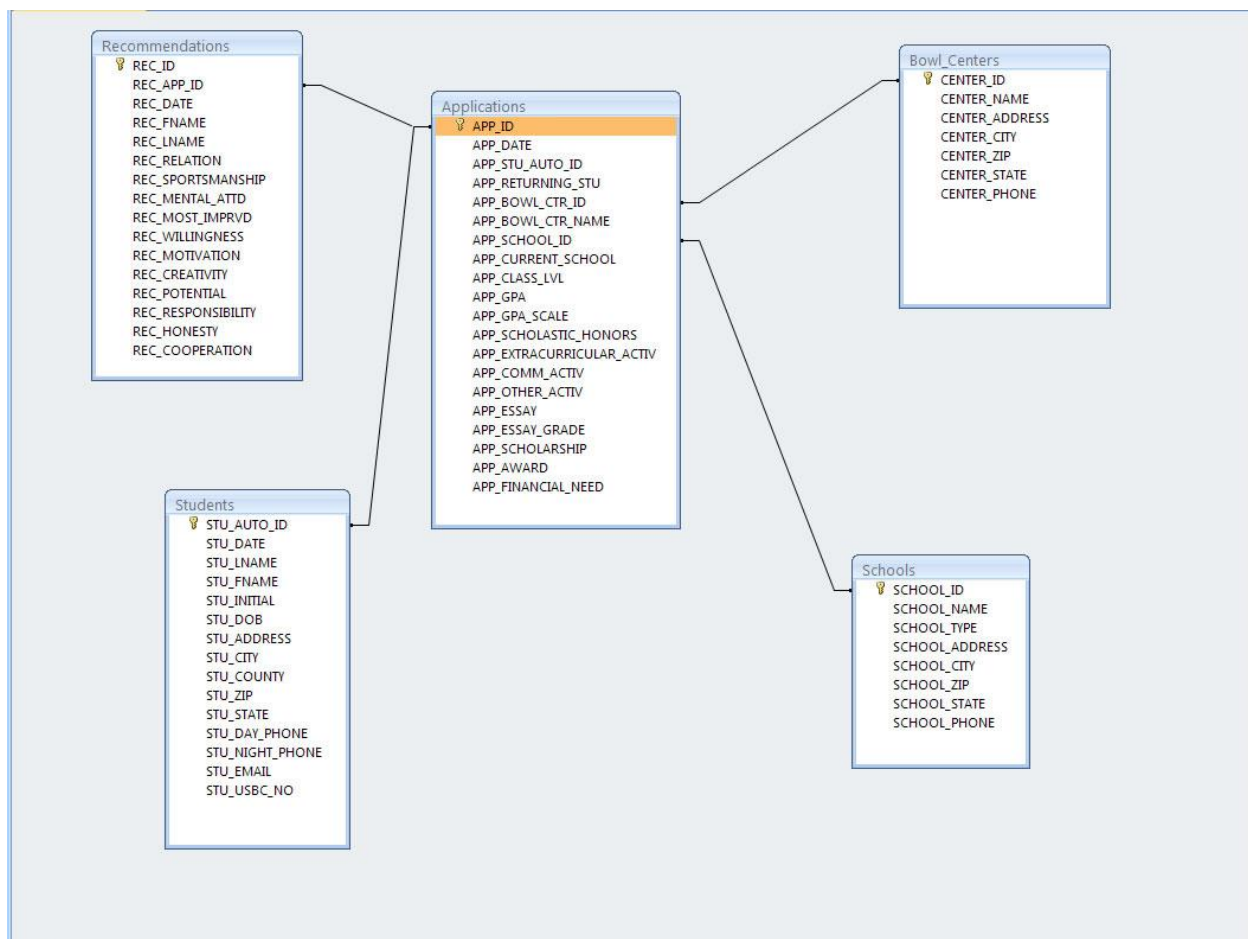 Recommendations
REC_ID
REC_APP_ID
REC_DATE
REC_FNAME
REC_LNAME
REC_RELATION
REC_SPORTSMANSHIP
REC_MENTAL_ATTD
REC_MOST_IMPRVD
REC_WILLINGNESS
REC_MOTIVATION
REC_CREATIVITY
REC_POTENTIAL
REC_RESPONSIBILITY
REC_HONESTY
REC_COOPERATION
Applications
APP_ID
APP_DATE
APP_STU_AUTO_ID
APP_RETURNING_STU
APP_BOWL_CTR_ID
APP_BOWL_CTR_NAME
APP_SCHOOL_ID
APP_CURRENT_SCHOOL
APP_CLASS_LVL
APP_GPA
APP_GPA_SCALE
APP_SCHOLASTIC_HONORS
APP_EXTRACURRICULAR_ACTIV
APP_COMM_ACTIV
APP_OTHER_ACTIV
APP_ESSAY
APP_ESSAY_GRADE
APP_SCHOLARSHIP
APP_AWARD
APP_FINANCIAL_NEED
Bowl_Centers
CENTER_ID
CENTER_NAME
CENTER_ADDRESS
CENTER_CITY
CENTER_ZIP
CENTER_STATE
CENTER_PHONE
Students
STU_AUTO_ID
STU_DATE
STU_LNAME
STU_FNAME
STU_INITIAL
STU_DOB
STU_ADDRESS
STU_CITY
STU_COUNTY
STU_ZIP
STU_STATE
STU_DAY_PHONE
STU_NIGHT_PHONE
STU_EMAIL
STU_USBC_NO
Schools
SCHOOL_ID
SCHOOL_NAME
SCHOOL_TYPE
SCHOOL_ADDRESS
SCHOOL_CITY
SCHOOL_ZIP
SCHOOL_STATE
SCHOOL_PHONE